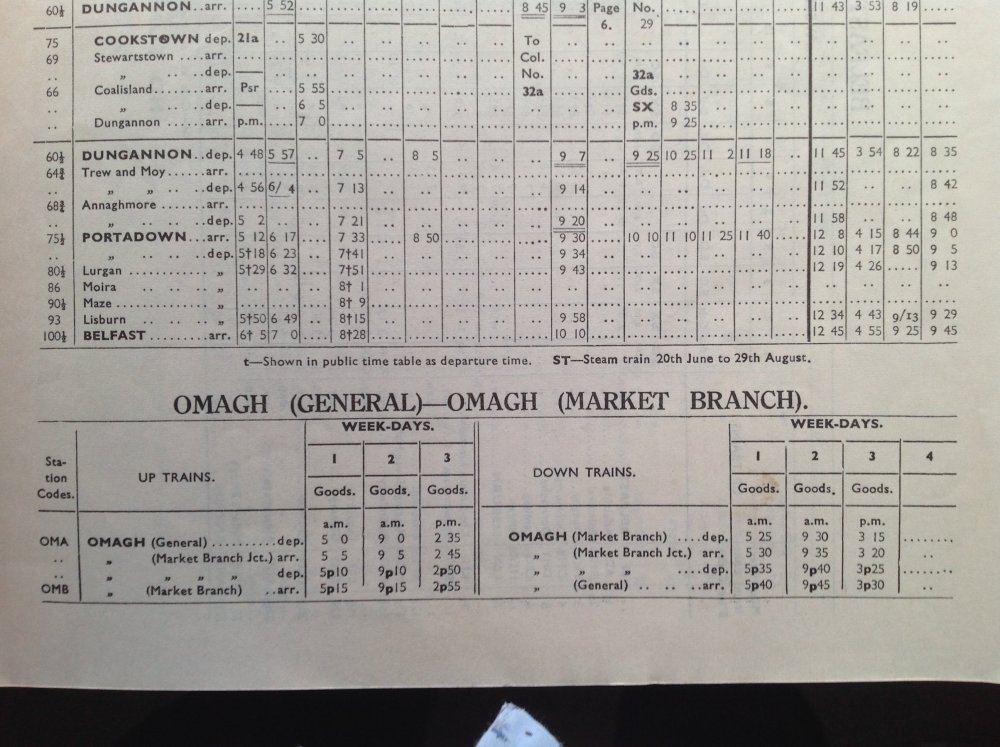 60½ DUNGANNON..arr. .... 5 52 .... .... .... .... .... .... 8 45 9 3 Page No. .... .... .... .... 11 43 3 53 8 19 ....
6. 29
75 COOKSTOWN dep. 21a .. 5 30 .. .. .. .. .. To .. .. .. .. .. .. .. .. .. .. ..
69 Stewartstown ....arr. .... .... .... .... .... .... .... .... Col. .... .... .... .... .... .... .... .... .... .... ....
.. „ .. .. ..dep. — .. .. .. .. .. .. .. No. .. .. 32a .. .. .. .. .. .. .. ..
66 Coalisland......arr. Psr .... 5 55 .... .... .... .... .... 32a .... .... Gds. .... .... .... .... .... .... .... ....
.. „ .. .. ..dep. — .. 6 5 .. .. .. .. .. .. .. SX 8 35 .. .. .. .. .. .. ..
.. Dungannon ......arr. p.m. .... 7 0 .... .... .... .... .... .... .... .... p.m. 9 25 .... .... .... .... .... .... ....
60½ DUNGANNON..dep. 4 48 5 57 .. 7 5 .. 8 5 .. .. .. 9 7 .. 9 25 10 25 11 2 11 18 .. 11 45 3 54 8 22 8 35
64¾ Trew and Moy.....arr. .... .... .... .... .... .... .... .... .... .... .... .... .... .... .... .... .... .... .... ....
.. „ „ .. ..dep. 4 56 6/ 4 .. 7 13 .. .. .. .. .. 9 14 .. .. .. .. .. .. 11 52 .. .. 8 42
68¾ Annaghmore .......arr. .... .... .... .... .... .... .... .... .... .... .... .... .... .... .... .... .... .... .... ....
.. „ .. .. ..dep. 5 2 .. .. 7 21 .. .. .. .. .. 9 20 .. .. .. .. .. .. 11 58 .. .. 8 48
75½ PORTADOWN...arr. 5 12 6 17 .... 7 33 .... 8 50 .... .... .... 9 30 .... 10 10 11 10 11 25 11 40 .... 12 8 4 15 8 44 9 0
.. „ .. .. ..dep. 5†18 6 23 .. 7†41 .. .. .. .. .. 9 34 .. .. .. .. .. .. 12 10 4 17 8 50 9 5
80½ Lurgan ............ „ 5†29 6 32 .... 7†51 .... .... .... .... .... 9 43 .... .... .... .... .... .... 12 19 4 26 ..... 9 13
86 Moira .. .. .. .. „ .. .. .. 8† 1 .. .. .. .. .. .. .. .. .. .. .. .. .. .. .. ..
90½ Maze .............. „ .... .... .... 8† 9 .... .... .... .... .... .... .... .... .... .... .... .... .... .... .... ....
93 Lisburn .. .. .. .. „ 5†50 6 49 .. 8†15 .. .. .. .. .. 9 58 .. .. .. .. .. .. 12 34 4 43 9/13 9 29
100½ BELFAST.........arr. 6† 5 7 0 .... 8†28 .... .... .... .... .... 10 10 .... .... .... .... .... .... 12 45 4 55 9 25 9 45
t—Shown in public time table as departure time. ST—Steam train 20th June to 29th August.
OMAGH (GENERAL)—OMAGH (MARKET BRANCH).
Station Codes. UP TRAINS. WEEK-DAYS. DOWN TRAINS. WEEK-DAYS.
1 2 3 1 2 3 4
Goods. Goods. Goods. Goods. Goods. Goods.
a.m. a.m. p.m. a.m. a.m. p.m.
OMA OMAGH (General) ..........dep. 5 0 9 0 2 35 OMAGH (Market Branch) ....dep. 5 25 9 30 3 15 ........
.. „ (Market Branch Jct.) arr. 5 5 9 5 2 45 „ (Market Branch Jct.) arr. 5 30 9 35 3 20 ..
.. „ „ „ „ dep. 5p10 9p10 2p50 „ „ „ ....dep. 5p35 9p40 3p25 ........
OMB „ (Market Branch) ..arr. 5p15 9p15 2p55 „ (General) .. .. ..arr. 5p40 9p45 3p30 ..